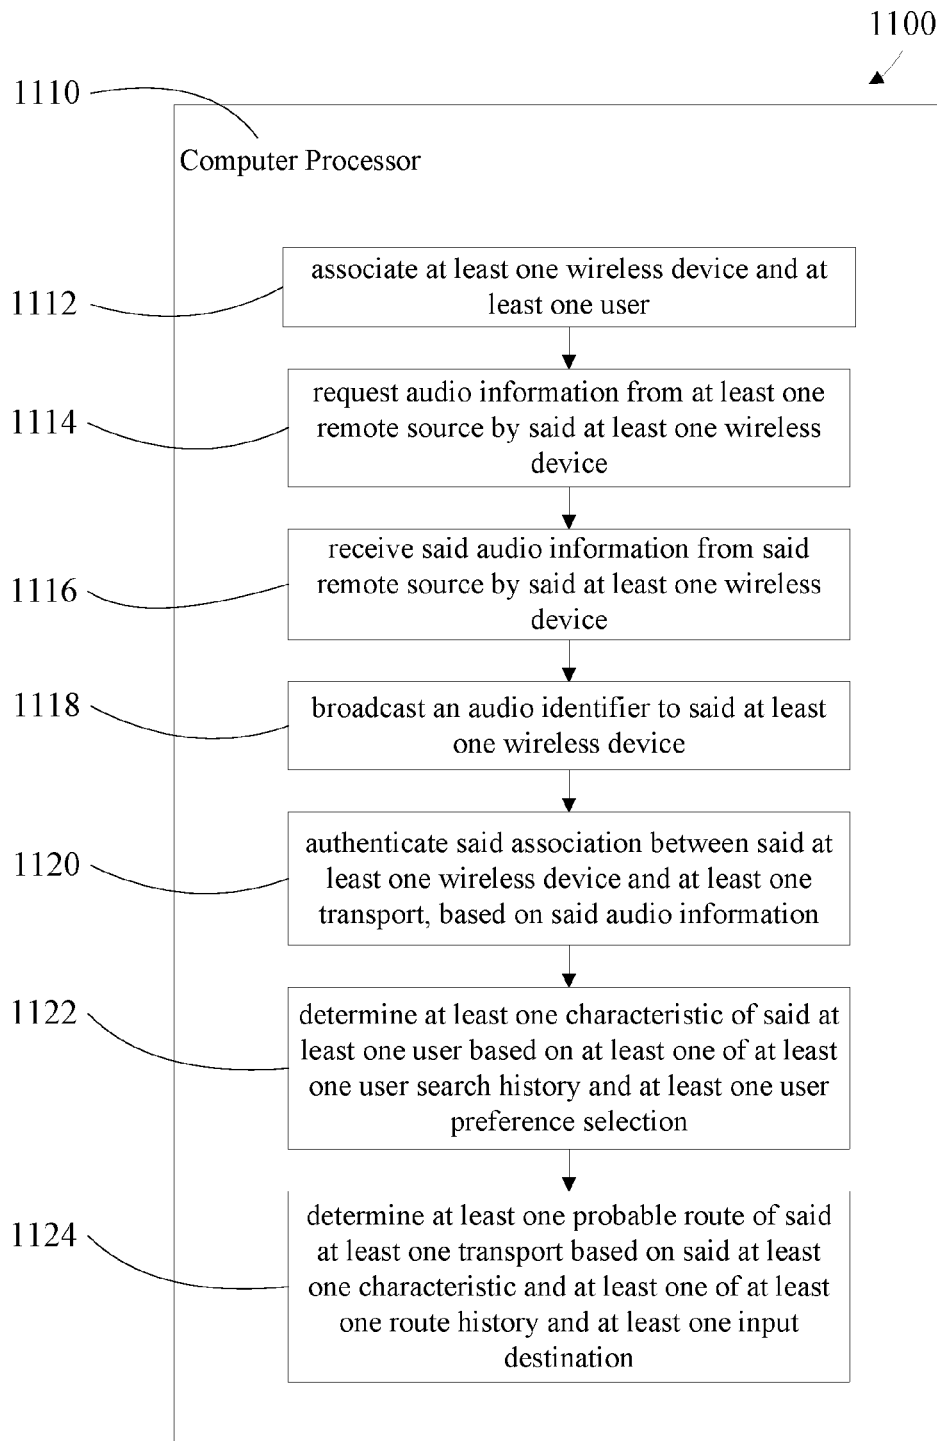 1100
1110
Computer Processor
1112
associate at least one wireless device and at
least one user
1114
request audio information from at least one
remote source by said at least one wireless
device
1116
receive said audio information from said
remote source by said at least one wireless
device
1118
broadcast an audio identifier to said at least
one wireless device
1120
authenticate said association between said at
least one wireless device and at least one
transport, based on said audio information
1122
determine at least one characteristic of said at
least one user based on at least one of at least
one user search history and at least one user
preference selection
1124
determine at least one probable route of said
at least one transport based on said at least
one characteristic and at least one of at least
one route history and at least one input
destination